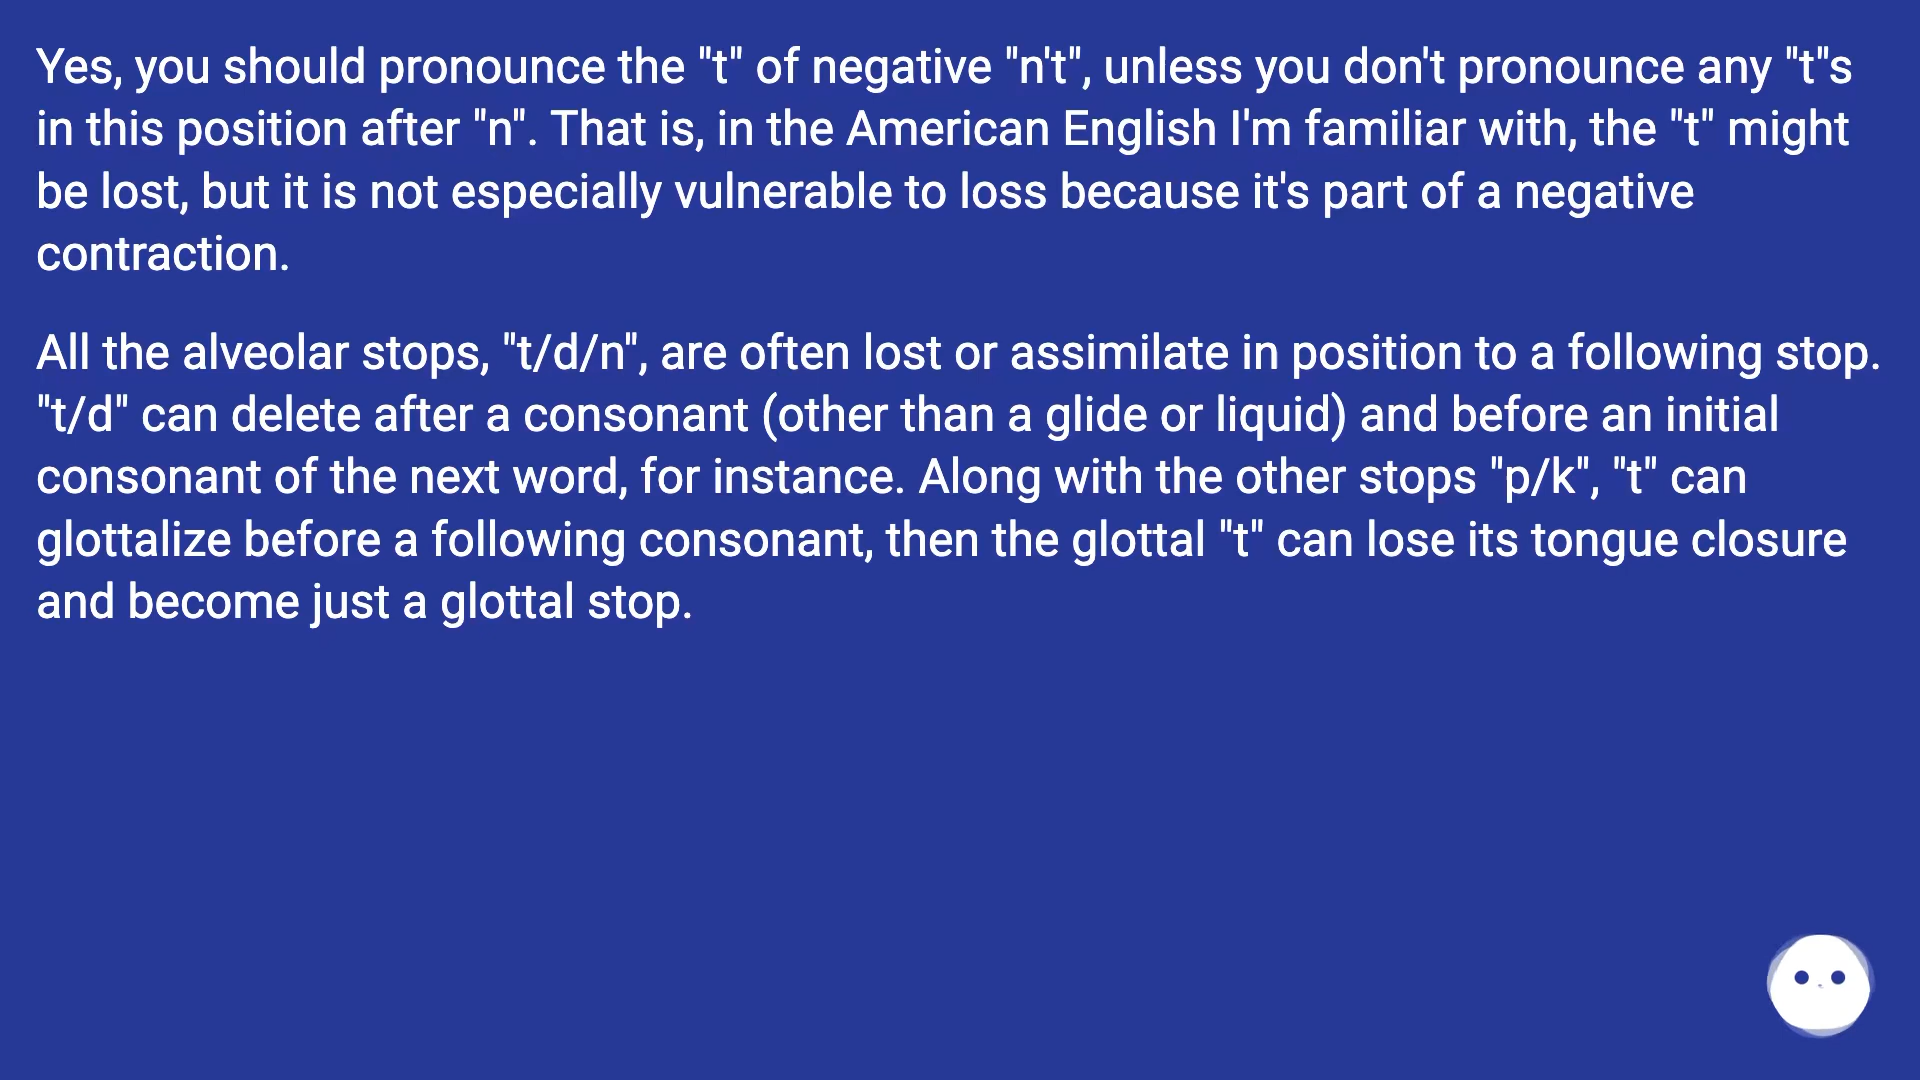 Yes, you should pronounce the "t" of negative "n't", unless you don't pronounce any "t"s
in this position after "n". That is, in the American English I'm familiar with, the "t" might
be lost, but it is not especially vulnerable to loss because it's part of a negative
contraction.
All the alveolar stops, "t/d/n", are often lost or assimilate in position to a following stop.
"t/d" can delete after a consonant (other than a glide or liquid) and before an initial
consonant of the next word, for instance. Along with the other stops "p/k", "t" can
glottalize before a following consonant, then the glottal "t" can lose its tongue closure
and become just a glottal stop.